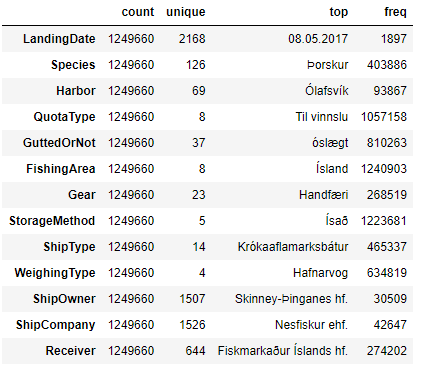 count unique top freq
LandingDate 1249660 2168 08.05.2017 1897
Species 1249660 126 Þorskur 403886
Harbor 1249660 69 Ólafsvík 93867
QuotaType 1249660 8 Til vinnslu 1057158
GuttedOrNot 1249660 37 óslægt 810263
FishingArea 1249660 8 Ísland 1240903
Gear 1249660 23 Handfæri 268519
StorageMethod 1249660 5 Ísað 1223681
ShipType 1249660 14 Krókaaflamarksbátur 465337
WeighingType 1249660 4 Hafnarvog 634819
ShipOwner 1249660 1507 Skinney-Þinganes hf. 30509
ShipCompany 1249660 1526 Nesfiskur ehf. 42647
Receiver 1249660 644 Fiskmarkaður Íslands hf. 274202